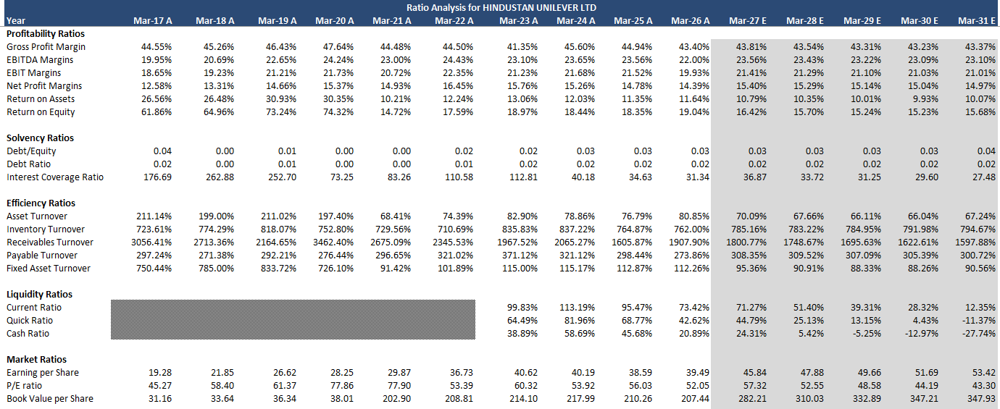 Ratio Analysis for HINDUSTAN UNILEVER LTD
Year Mar-17 A Mar-18 A Mar-19 A Mar-20 A Mar-21 A Mar-22 A Mar-23 A Mar-24 A Mar-25 A Mar-26 A Mar-27 E Mar-28 E Mar-29 E Mar-30 E Mar-31 E
Profitability Ratios
Gross Profit Margin 44.55% 45.26% 46.43% 47.64% 44.48% 44.50% 41.35% 45.60% 44.94% 43.40% 43.81% 43.54% 43.31% 43.23% 43.37%
EBITDA Margins 19.95% 20.69% 22.65% 24.24% 23.00% 24.43% 23.10% 23.65% 23.56% 22.00% 23.56% 23.43% 23.22% 23.09% 23.10%
EBIT Margins 18.65% 19.23% 21.21% 21.73% 20.72% 22.35% 21.23% 21.68% 21.52% 19.93% 21.41% 21.29% 21.10% 21.03% 21.01%
Net Profit Margins 12.58% 13.31% 14.66% 15.37% 14.93% 16.45% 15.76% 15.26% 14.78% 14.39% 15.40% 15.29% 15.14% 15.04% 14.97%
Return on Assets 26.56% 26.48% 30.93% 30.35% 10.21% 12.24% 13.06% 12.03% 11.35% 11.64% 10.79% 10.35% 10.01% 9.93% 10.07%
Return on Equity 61.86% 64.96% 73.24% 74.32% 14.72% 17.59% 18.97% 18.44% 18.35% 19.04% 16.42% 15.70% 15.24% 15.23% 15.68%
Solvency Ratios
Debt/Equity 0.04 0.00 0.01 0.00 0.00 0.02 0.02 0.03 0.03 0.03 0.03 0.03 0.03 0.03 0.04
Debt Ratio 0.02 0.00 0.01 0.00 0.00 0.01 0.02 0.02 0.02 0.02 0.02 0.02 0.02 0.02 0.02
Interest Coverage Ratio 176.69 262.88 252.70 73.25 83.26 110.58 112.81 40.18 34.63 31.34 36.87 33.72 31.25 29.60 27.48
Efficiency Ratios
Asset Turnover 211.14% 199.00% 211.02% 197.40% 68.41% 74.39% 82.90% 78.86% 76.79% 80.85% 70.09% 67.66% 66.11% 66.04% 67.24%
Inventory Turnover 723.61% 774.29% 818.07% 752.80% 729.56% 710.69% 835.83% 837.22% 764.87% 762.00% 785.16% 783.22% 784.95% 791.98% 794.67%
Receivables Turnover 3056.41% 2713.36% 2164.65% 3462.40% 2675.09% 2345.53% 1967.52% 2065.27% 1605.87% 1907.90% 1800.77% 1748.67% 1695.63% 1622.61% 1597.88%
Payable Turnover 297.24% 271.38% 292.21% 276.44% 296.65% 321.02% 371.12% 321.12% 298.44% 273.86% 308.35% 309.52% 307.09% 305.39% 300.72%
Fixed Asset Turnover 750.44% 785.00% 833.72% 726.10% 91.42% 101.89% 115.00% 115.17% 112.87% 112.26% 95.36% 90.91% 88.33% 88.26% 90.56%
Liquidity Ratios
Current Ratio 99.83% 113.19% 95.47% 73.42% 71.27% 51.40% 39.31% 28.32% 12.35%
Quick Ratio 64.49% 81.96% 68.77% 42.62% 44.79% 25.13% 13.15% 4.43% -11.37%
Cash Ratio 38.89% 58.69% 45.68% 20.89% 24.31% 5.42% -5.25% -12.97% -27.74%
Market Ratios
Earning per Share 19.28 21.85 26.62 28.25 29.87 36.73 40.62 40.19 38.59 39.49 45.84 47.88 49.66 51.69 53.42
P/E ratio 45.27 58.40 61.37 77.86 77.90 53.39 60.32 53.92 56.03 52.05 57.32 52.55 48.58 44.19 43.30
Book Value per Share 31.16 33.64 36.34 38.01 202.90 208.81 214.10 217.99 210.26 207.44 282.21 310.03 332.89 347.21 347.93